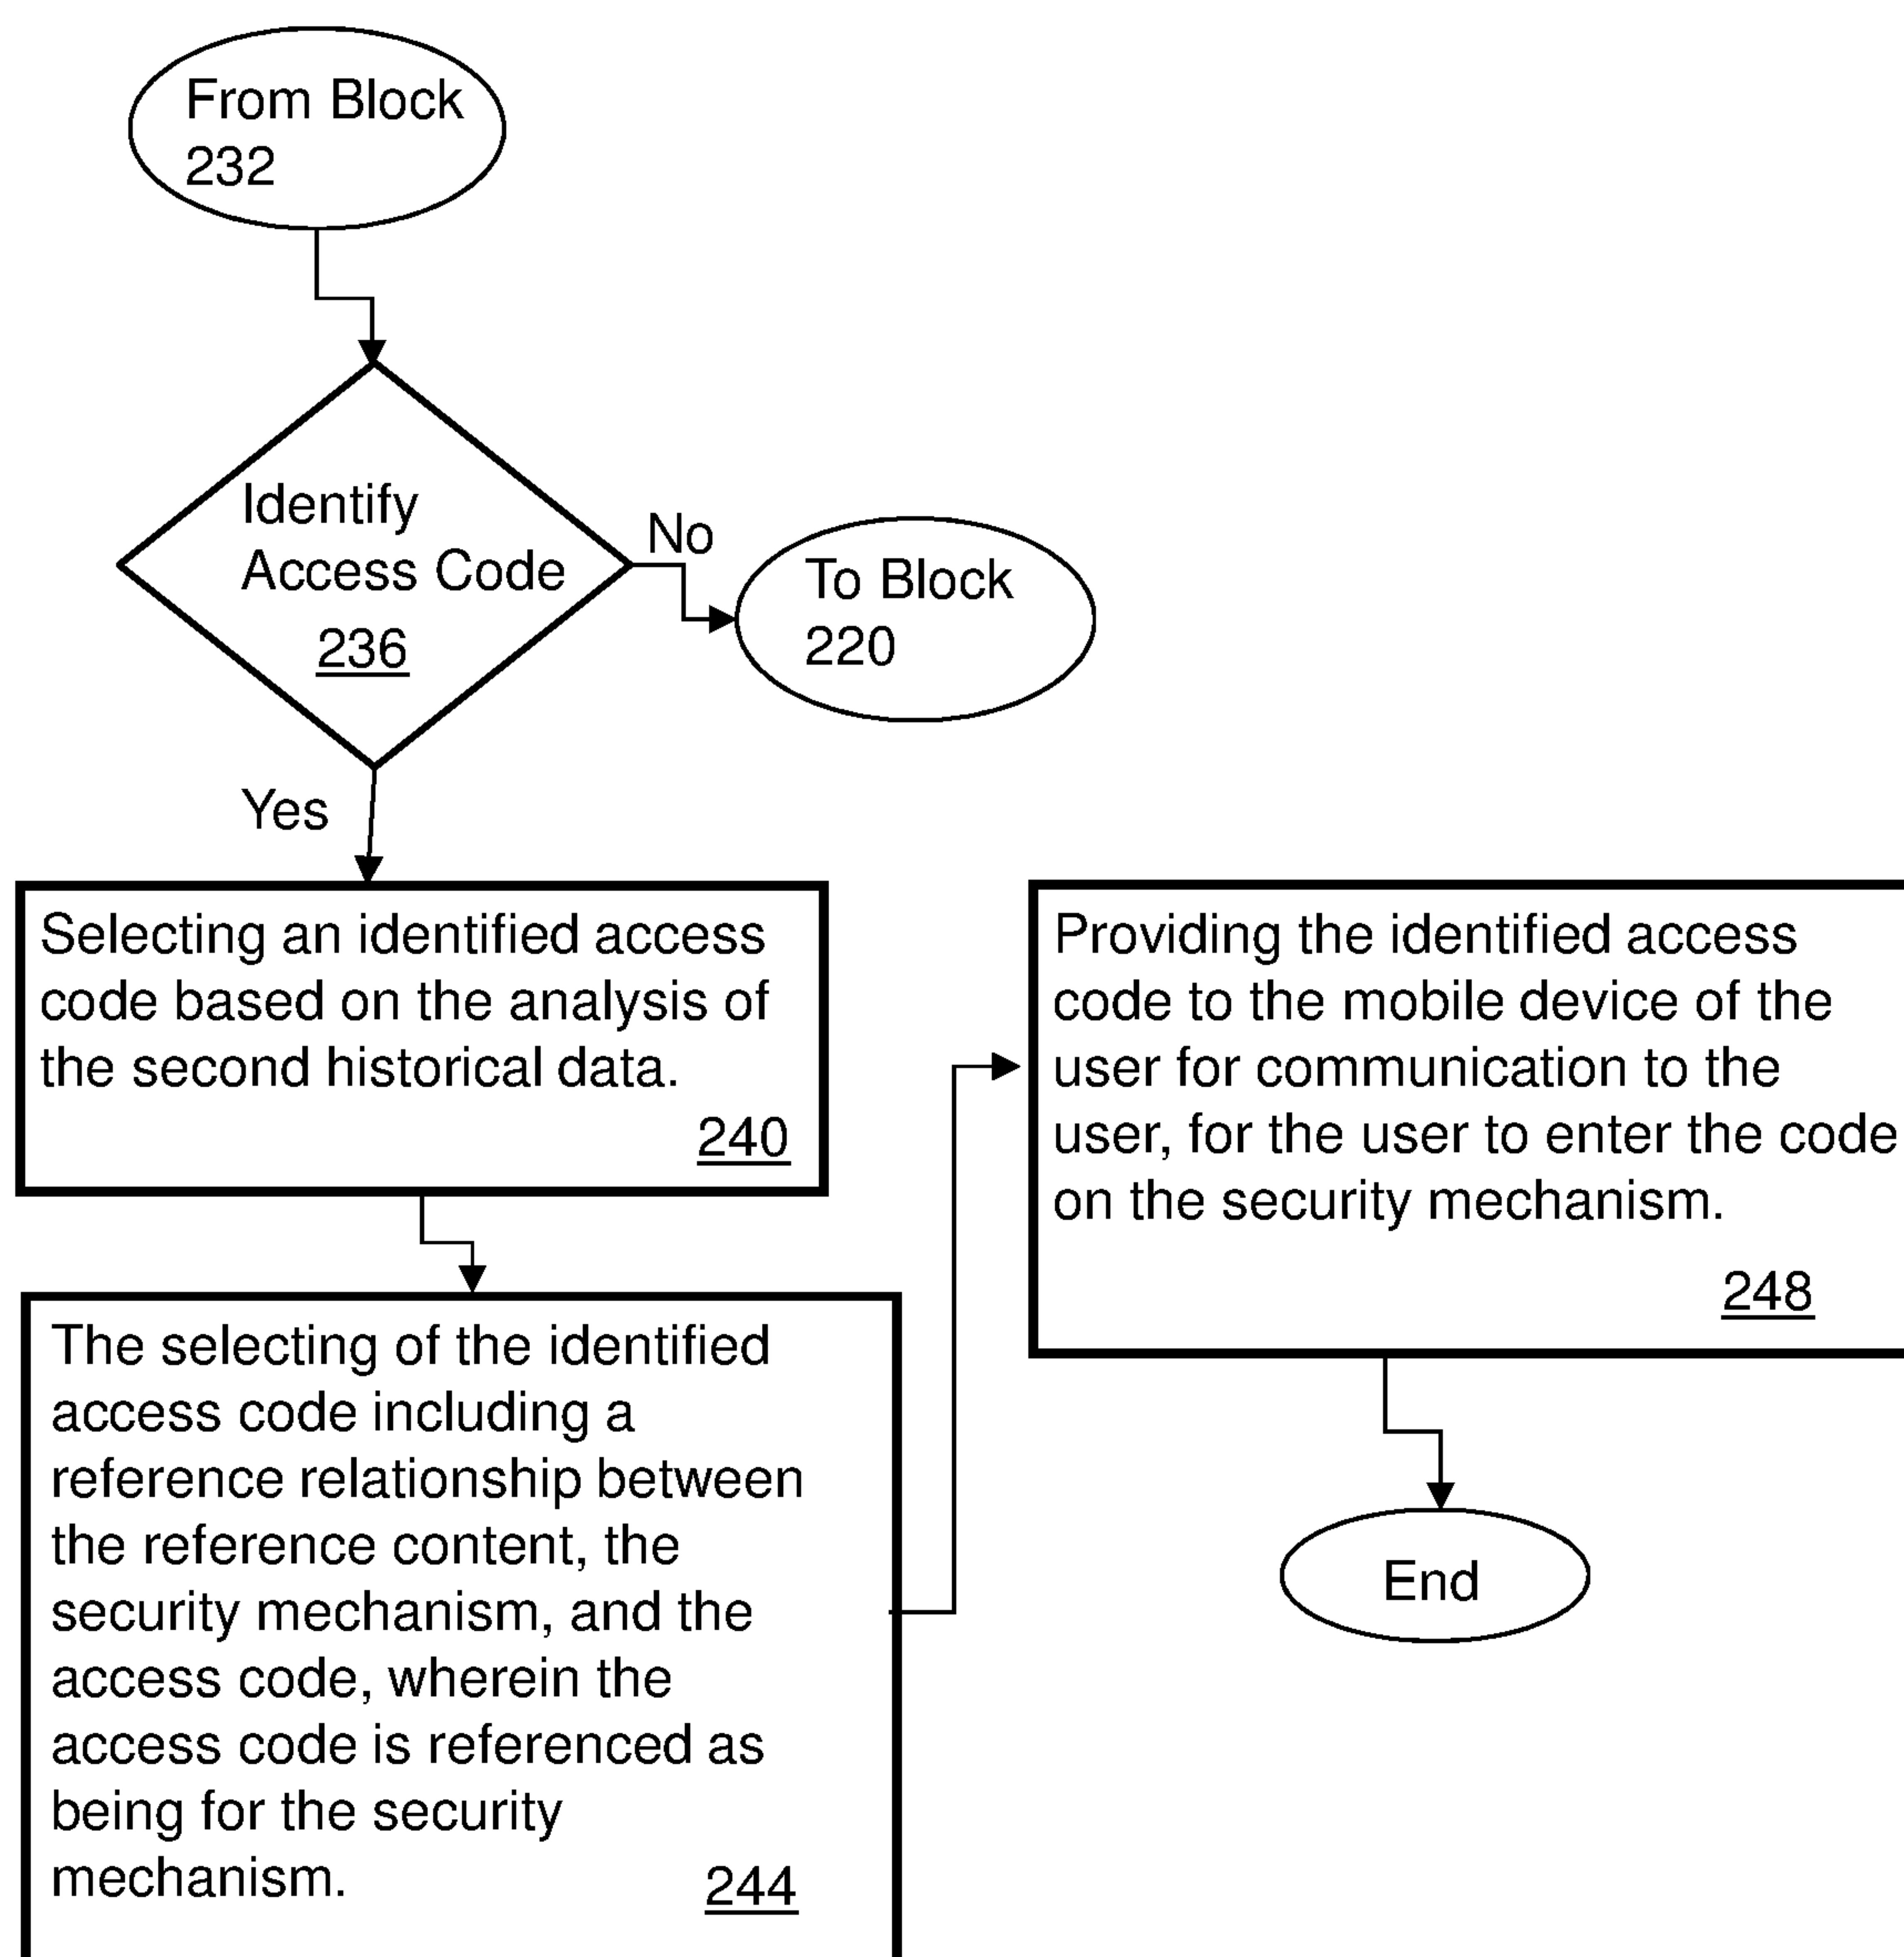 From Block
232
Identify
Access Code
236
No
To Block
220
Yes
Selecting an identified access
code based on the analysis of
the second historical data.
240
The selecting of the identified
access code including a
reference relationship between
the reference content, the
security mechanism, and the
access code, wherein the
access code is referenced as
being for the security
mechanism.
244
Providing the identified access
code to the mobile device of the
user for communication to the
user, for the user to enter the code
on the security mechanism.
248
End